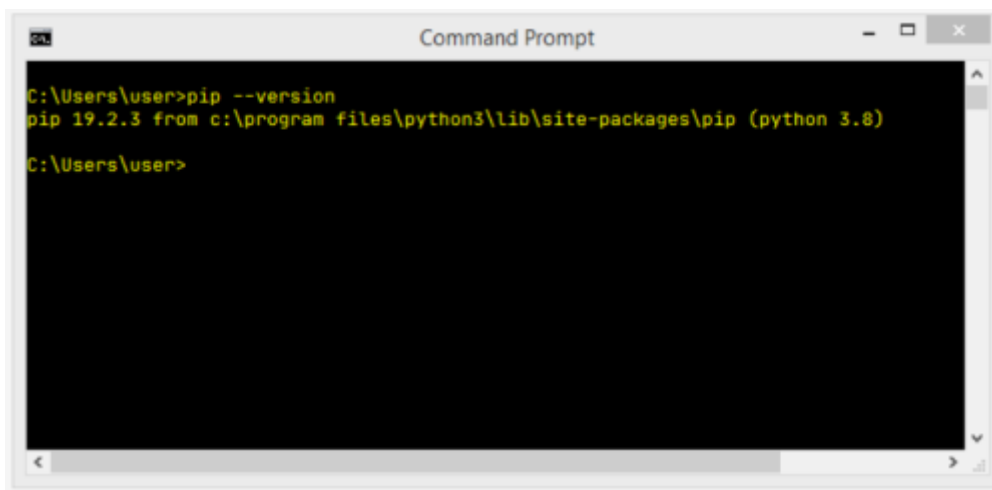 Command Prompt
C:\Users\user>pip --version
pip 19.2.3 from c:\program files\python3\lib\site-packages\pip (python 3.8)
C:\Users\user>